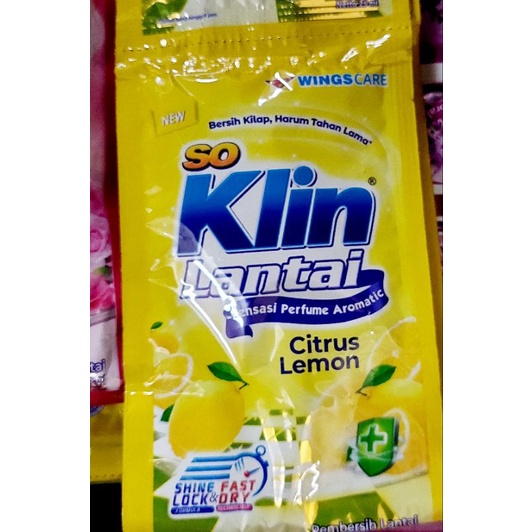 WINGSCARE
NEW
Bersih Kilap, Harum Tahan Lama*
SO
Klin®
Lantai
Sensasi Perfume Aromatic
Citrus
Lemon
SHINE FAST
LOCK & DRY
Pembersih Lantai